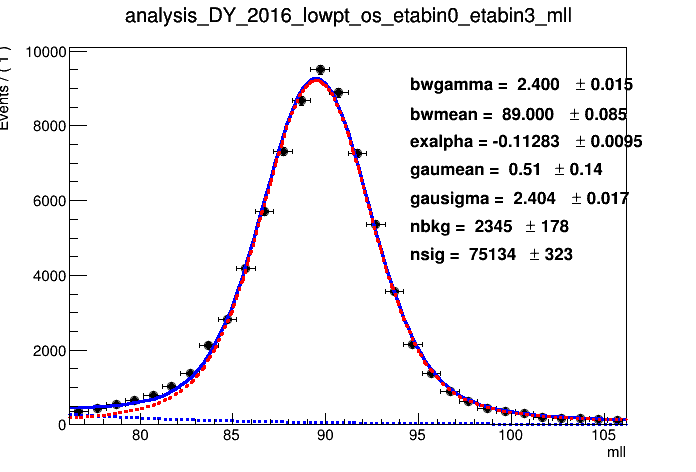 analysis_DY_2016_lowpt_os_etabin0_etabin3_mll
Events / ( 1 )
10000
8000
6000
4000
2000
0
bwgamma = 2.400 ± 0.015
bwmean = 89.000 ± 0.085
exalpha = -0.11283 ± 0.0095
gaumean = 0.51 ± 0.14
gausigma = 2.404 ± 0.017
nbkg = 2345 ± 178
nsig = 75134 ± 323
80 85 90 95 100 105
mll